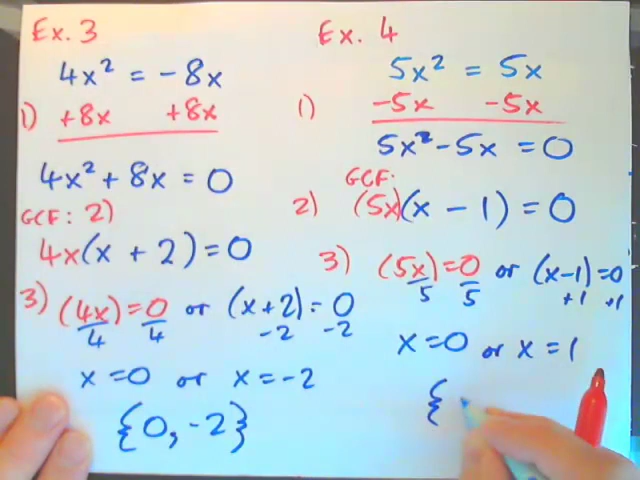 Ex. 3
4x² = -8x
1) +8x +8x
4x² + 8x = 0
GCF: 2)
4x(x + 2) = 0
3) (4x) = 0 or (x + 2) = 0
4 4 -2 -2
x = 0 or x = -2
{0, -2}
Ex. 4
5x² = 5x
1) -5x -5x
5x² - 5x = 0
GCF:
2) (5x)(x - 1) = 0
3) (5x) = 0 or (x - 1) = 0
5 5 +1 +1
x = 0 or x = 1
{